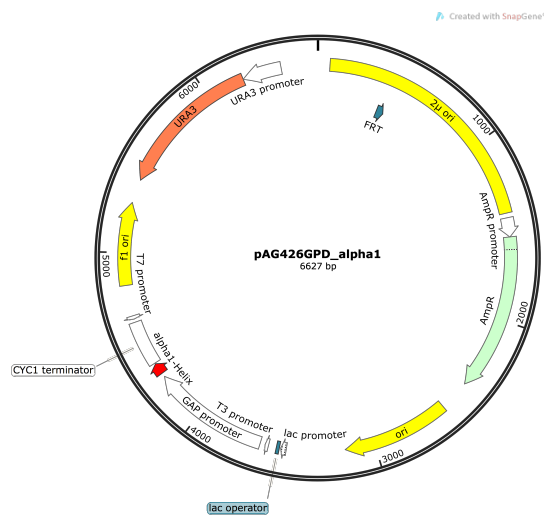 Created with SnapGene®
URA3 promoter
6000
URA3
2μ ori
1000
FRT
AmpR promoter
pAG426GPD_alpha1
6627 bp
f1 ori
5000
T7 promoter
AmpR
2000
CYC1 terminator
alpha1-Helix
GAP promoter
T3 promoter
lac promoter
4000
ori
3000
lac operator